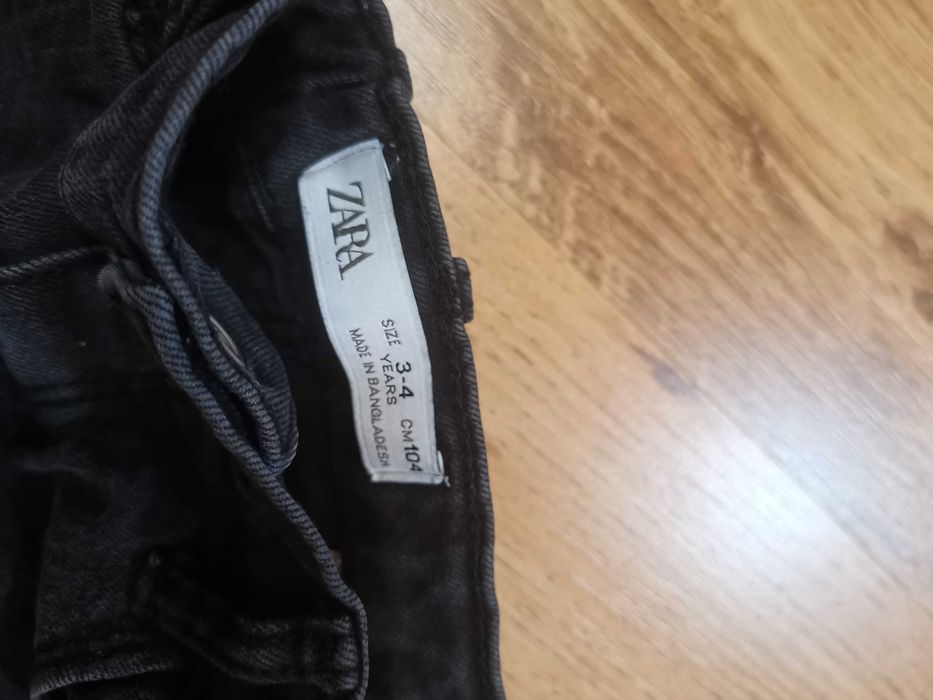 ZARA
SIZE 3-4 CM104
YEARS
MADE IN BANGLADESH